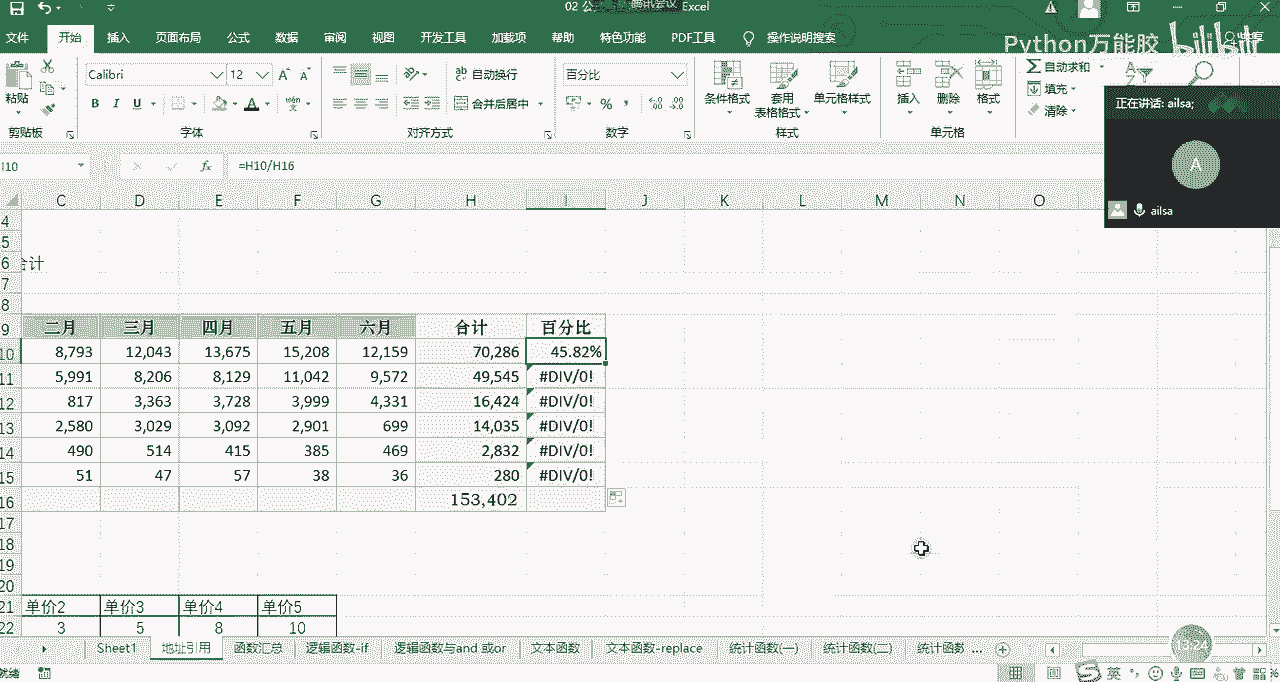 02 公 腾讯会议 Excel
文件 开始 插入 页面布局 公式 数据 审阅 视图 开发工具 加载项 帮助 特色功能 PDF工具 操作说明搜索
Python万能胶 bilibili
粘贴 Calibri 12 自动换行 百分比 条件格式 套用 表格格式 单元格样式 插入 删除 格式 自动求和
B I U 合并后居中 % 填充
清除
剪贴板 字体 对齐方式 数字 样式 单元格
正在讲话: ailsa;
A
ailsa
I10 fx =H10/H16
C D E F G H I J K L M N O
4
5
6 合计
7
8
9 二月 三月 四月 五月 六月 合计 百分比
10 8,793 12,043 13,675 15,208 12,159 70,286 45.82%
11 5,991 8,206 8,129 11,042 9,572 49,545 #DIV/0!
12 817 3,363 3,728 3,999 4,331 16,424 #DIV/0!
13 2,580 3,029 3,092 2,901 699 14,035 #DIV/0!
14 490 514 415 385 469 2,832 #DIV/0!
15 51 47 57 38 36 280 #DIV/0!
16 153,402
17
18
19
20
21 单价2 单价3 单价4 单价5
22 3 5 8 10
Sheet1 地址引用 函数汇总 逻辑函数-if 逻辑函数与and 或or 文本函数 文本函数-replace 统计函数(一) 统计函数(二) 统计函数 ...
13:24
就绪 英